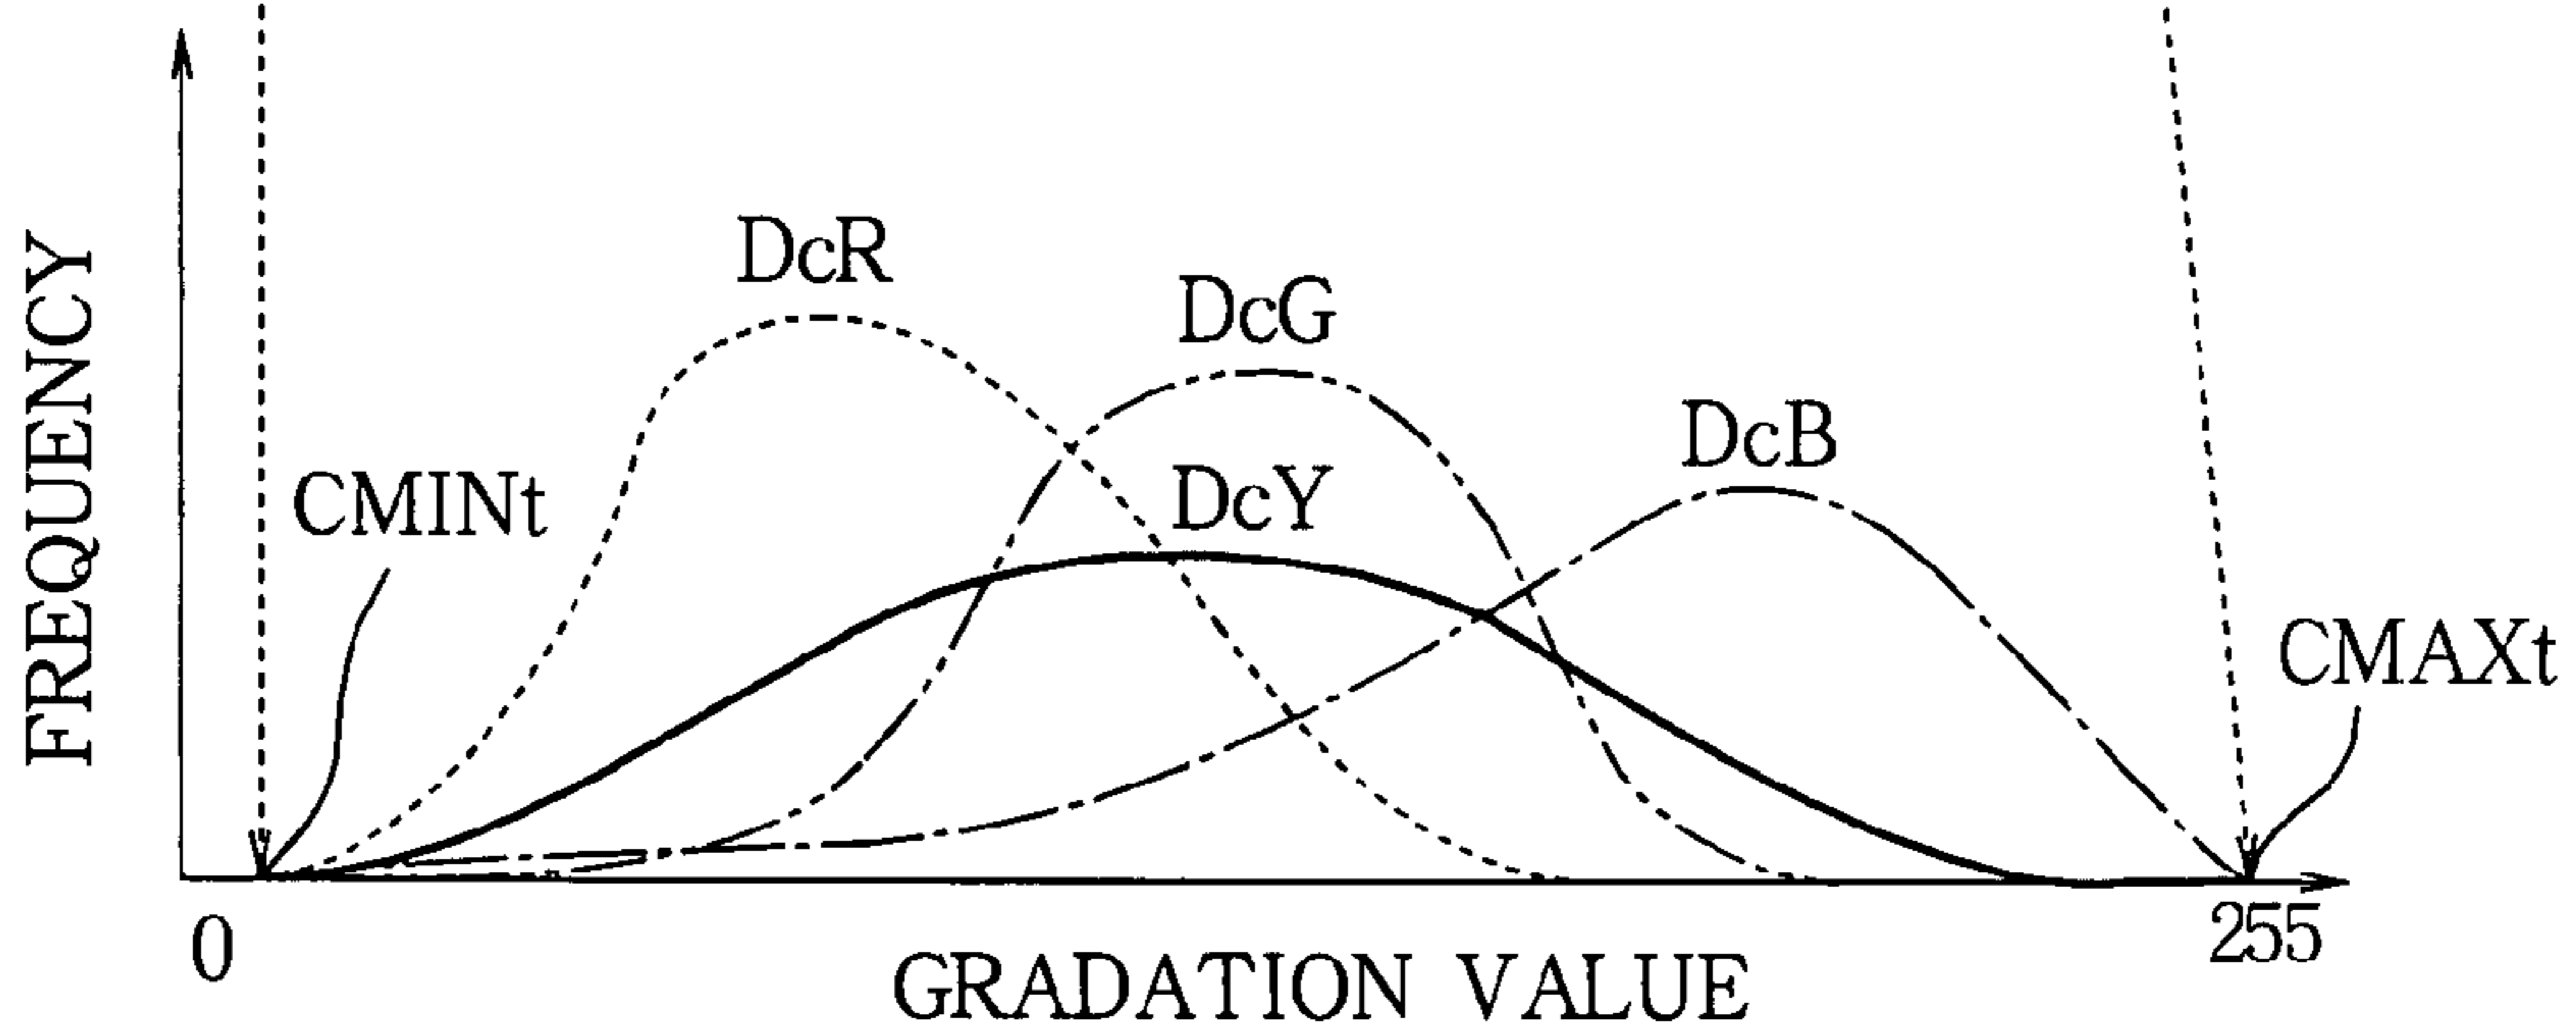 DcR
DcG
DcB
DcY
CMINt
CMAXt
FREQUENCY
0
255
GRADATION VALUE